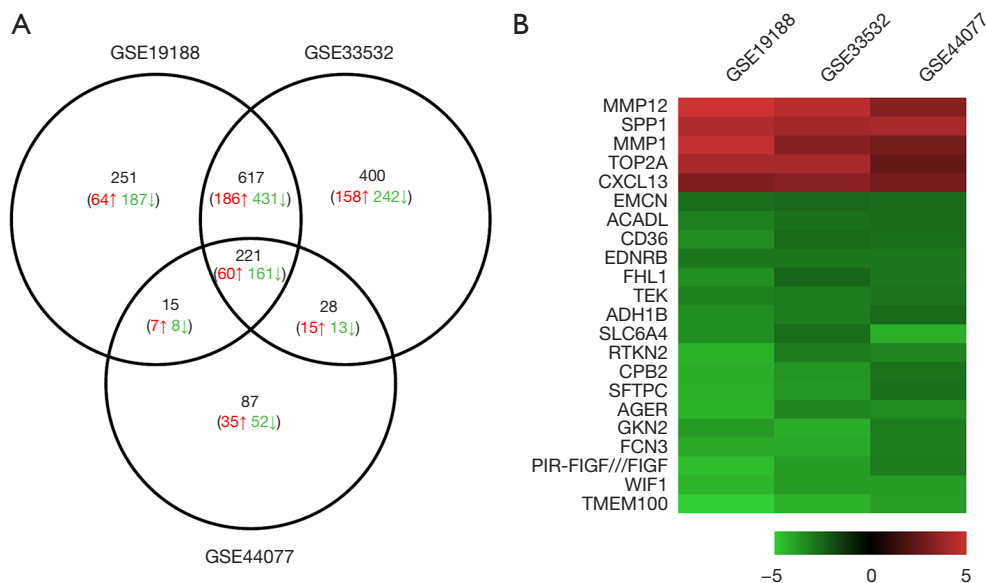 A
GSE19188
GSE33532
251
(64↑ 187↓)
617
(186↑ 431↓)
400
(158↑ 242↓)
221
(60↑ 161↓)
15
(7↑ 8↓)
28
(15↑ 13↓)
87
(35↑ 52↓)
GSE44077
B
GSE19188
GSE33532
GSE44077
MMP12
SPP1
MMP1
TOP2A
CXCL13
EMCN
ACADL
CD36
EDNRB
FHL1
TEK
ADH1B
SLC6A4
RTKN2
CPB2
SFTPC
AGER
GKN2
FCN3
PIR-FIGF///FIGF
WIF1
TMEM100
−5 0 5